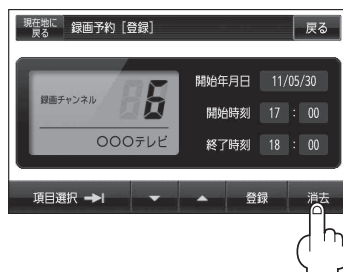 現在地に
戻る
録画予約［登録］
戻る
録画チャンネル
6
〇〇〇テレビ
開始年月日 11/05/30
開始時刻 17 : 00
終了時刻 18 : 00
項目選択 ▼ ▲ 登録 消去